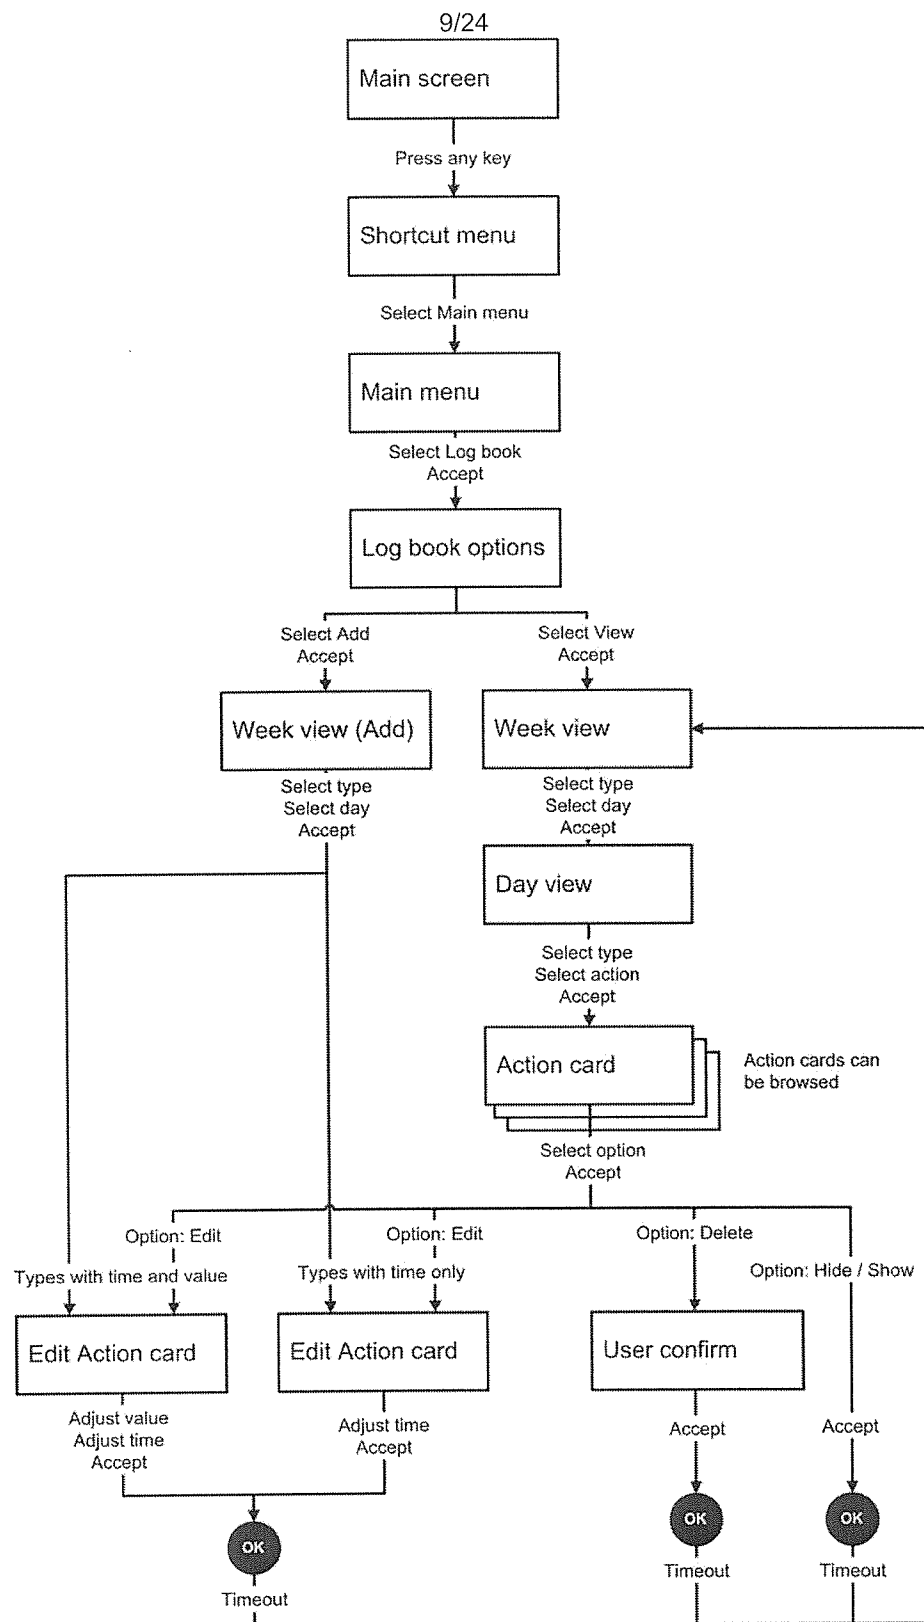 9/24
Main screen
Press any key
Shortcut menu
Select Main menu
Main menu
Select Log book
Accept
Log book options
Select Add
Accept
Select View
Accept
Week view (Add)
Week view
Select type
Select day
Accept
Select type
Select day
Accept
Day view
Select type
Select action
Accept
Action card
Action cards can
be browsed
Select option
Accept
Option: Edit
Option: Edit
Option: Delete
Option: Hide / Show
Types with time and value
Types with time only
Edit Action card
Edit Action card
User confirm
Adjust value
Adjust time
Accept
Adjust time
Accept
Accept
Accept
OK
OK
OK
Timeout
Timeout
Timeout